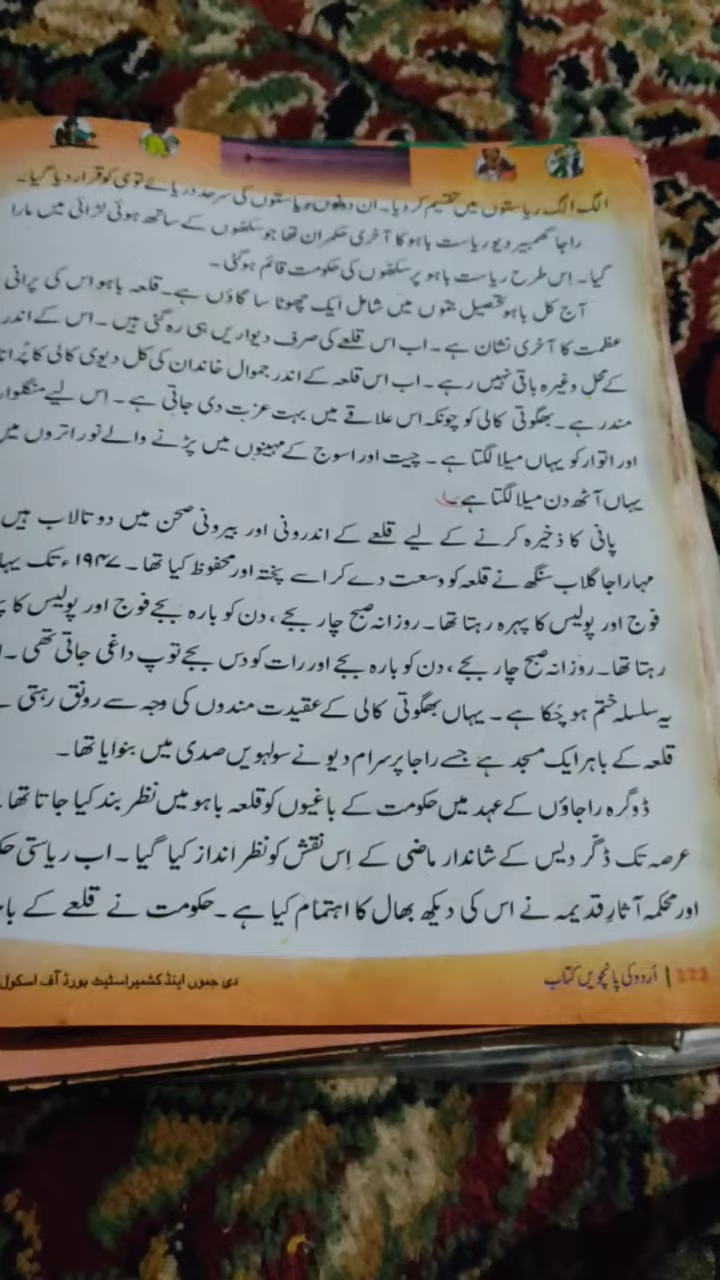 الگ الگ ریاستوں میں تقسیم کر دیا۔ ان دونوں ریاستوں کی سرحد دریائے توی کو قرار دیا گیا۔
راجا گھمبیر دیو ریاست باہو کا آخری حکمران تھا جو سکھوں کے ساتھ ہوئی لڑائی میں مارا
گیا۔ اِس طرح ریاست باہو پر سکھوں کی حکومت قائم ہوگئی۔
آج کل باہو تحصیل جموں میں شامل ایک چھوٹا سا گاؤں ہے۔ قلعہ باہو اس کی پرانی
عظمت کا آخری نشان ہے۔ اب اس قلعے کی صرف دیواریں ہی رہ گئی ہیں۔ اس کے اندر
کے محل وغیرہ باقی نہیں رہے۔ اب اس قلعہ کے اندر جموال خاندان کی کل دیوی کالی کا پُرانا
مندر ہے۔ بھگوتی کالی کو چونکہ اس علاقے میں بہت عزت دی جاتی ہے۔ اِس لیے منگلوار
اور اتوار کو یہاں میلا لگتا ہے۔ چیت اور اسوج کے مہینوں میں پڑنے والے نوراتروں میں
یہاں آٹھ دن میلا لگتا ہے۔
پانی کا ذخیرہ کرنے کے لیے قلعے کے اندرونی اور بیرونی صحن میں دو تالاب ہیں
مہاراجا گلاب سنگھ نے قلعہ کو وسعت دے کر اسے پختہ اور محفوظ کیا تھا۔ ۱۹۴۷ء تک
فوج اور پولیس کا پہرہ رہتا تھا۔ روزانہ صبح چار بجے، دن کو بارہ بجے فوج اور پولیس کا
رہتا تھا۔ روزانہ صبح چار بجے، دن کو بارہ بجے اور رات کو دس بجے توپ داغی جاتی تھی۔
یہ سلسلہ ختم ہو چُکا ہے۔ یہاں بھگوتی کالی کے عقیدت مندوں کی وجہ سے رونق رہتی
قلعہ کے باہر ایک مسجد ہے جسے راجا پرسرام دیو نے سولہویں صدی میں بنوایا تھا۔
ڈوگرہ راجاؤں کے عہد میں حکومت کے باغیوں کو قلعہ باہو میں نظر بند کیا جاتا تھا
عرصہ تک ڈُگر دیس کے شاندار ماضی کے اِس نقش کو نظر انداز کیا گیا۔ اب ریاستی
اور محکمہ آثارِ قدیمہ نے اس کی دیکھ بھال کا اہتمام کیا ہے۔ حکومت نے قلعے کے
123 | اُردو کی پانچویں کتاب
دی جموں اینڈ کشمیر اسٹیٹ بورڈ آف اسکول